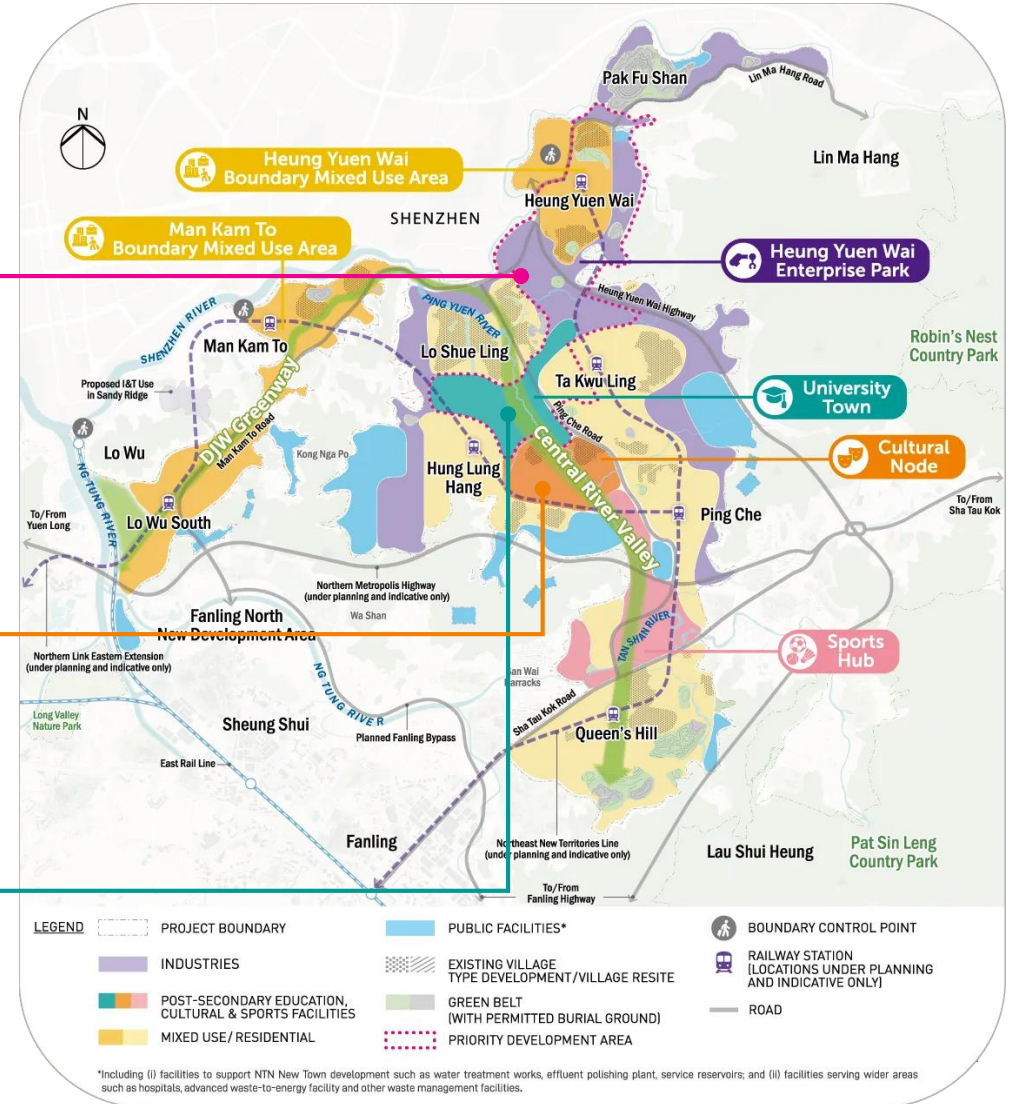 N
Pak Fu Shan
Lin Ma Hang Road
Lin Ma Hang
Heung Yuen Wai
Boundary Mixed Use Area
Heung Yuen Wai
SHENZHEN
Man Kam To
Boundary Mixed Use Area
Heung Yuen Wai
Enterprise Park
Heung Yuen Wai Highway
SHENZHEN RIVER
PING YUEN RIVER
Man Kam To
Lo Shue Ling
Robin's Nest
Country Park
Ta Kwu Ling
Proposed I&T Use
in Sandy Ridge
University
Town
DJW Greenway
Man Kam To Road
Ping Che Road
Central River Valley
Lo Wu
Kong Nga Po
Cultural
Node
NG TUNG RIVER
Hung Lung
Hang
To/From
Sha Tau Kok
To/From
Yuen Long
Lo Wu South
Ping Che
Northern Metropolis Highway
(under planning and indicative only)
Wa Shan
Fanling North
New Development Area
TAN SHAN RIVER
Sports
Hub
Northern Link Eastern Extension
(under planning and indicative only)
San Wai
Barracks
NG TUNG RIVER
Sha Tau Kok Road
Long Valley
Nature Park
Sheung Shui
Planned Fanling Bypass
Queen's Hill
East Rail Line
Fanling
Northeast New Territories Line
(under planning and indicative only)
Lau Shui Heung
Pat Sin Leng
Country Park
To/From
Fanling Highway
LEGEND
PROJECT BOUNDARY
INDUSTRIES
POST-SECONDARY EDUCATION,
CULTURAL & SPORTS FACILITIES
MIXED USE/ RESIDENTIAL
PUBLIC FACILITIES*
EXISTING VILLAGE
TYPE DEVELOPMENT/VILLAGE RESITE
GREEN BELT
(WITH PERMITTED BURIAL GROUND)
PRIORITY DEVELOPMENT AREA
BOUNDARY CONTROL POINT
RAILWAY STATION
(LOCATIONS UNDER PLANNING
AND INDICATIVE ONLY)
ROAD
*Including (i) facilities to support NTN New Town development such as water treatment works, effluent polishing plant, service reservoirs; and (ii) facilities serving wider areas
such as hospitals, advanced waste-to-energy facility and other waste management facilities.